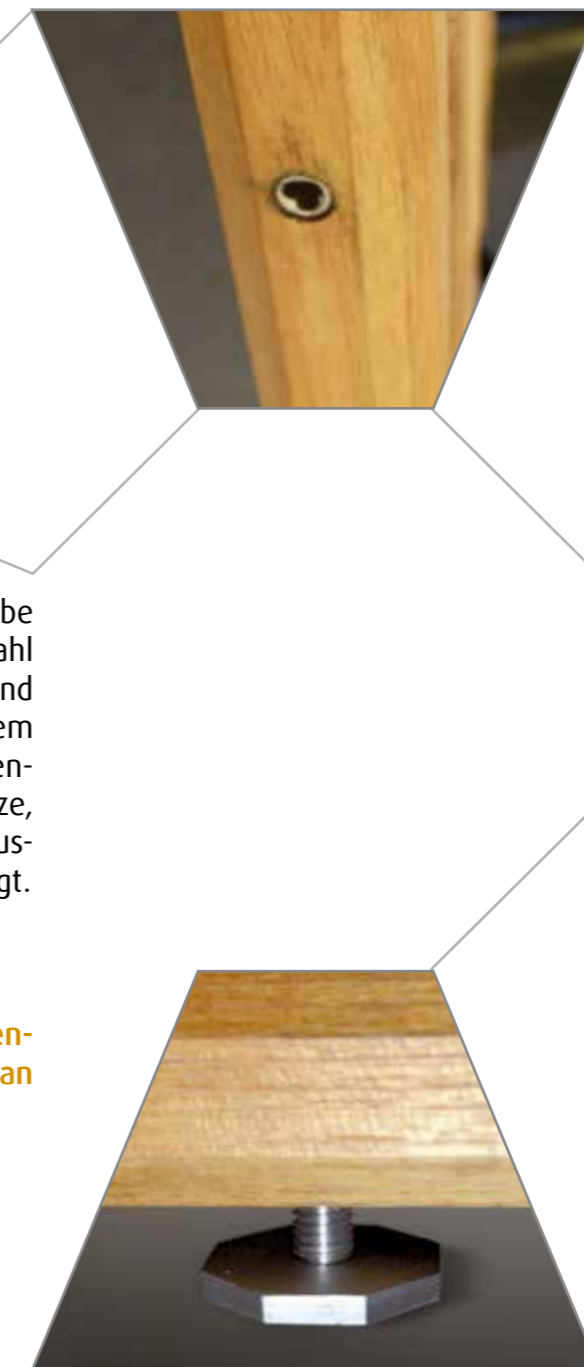 be
ahl
nd
em
en-
ze,
us-
gt.
en-
an